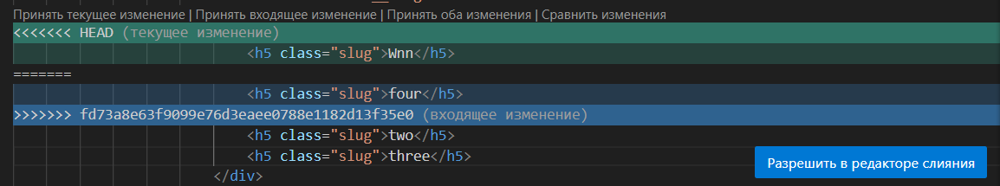 Принять текущее изменение | Принять входящее изменение | Принять оба изменения | Сравнить изменения
<<<<<<< HEAD (текущее изменение)
<h5 class="slug">Wnn</h5>
=======
<h5 class="slug">four</h5>
>>>>>>> fd73a8e63f9099e76d3eaee0788e1182d13f35e0 (входящее изменение)
<h5 class="slug">two</h5>
<h5 class="slug">three</h5>
</div>
Разрешить в редакторе слияния